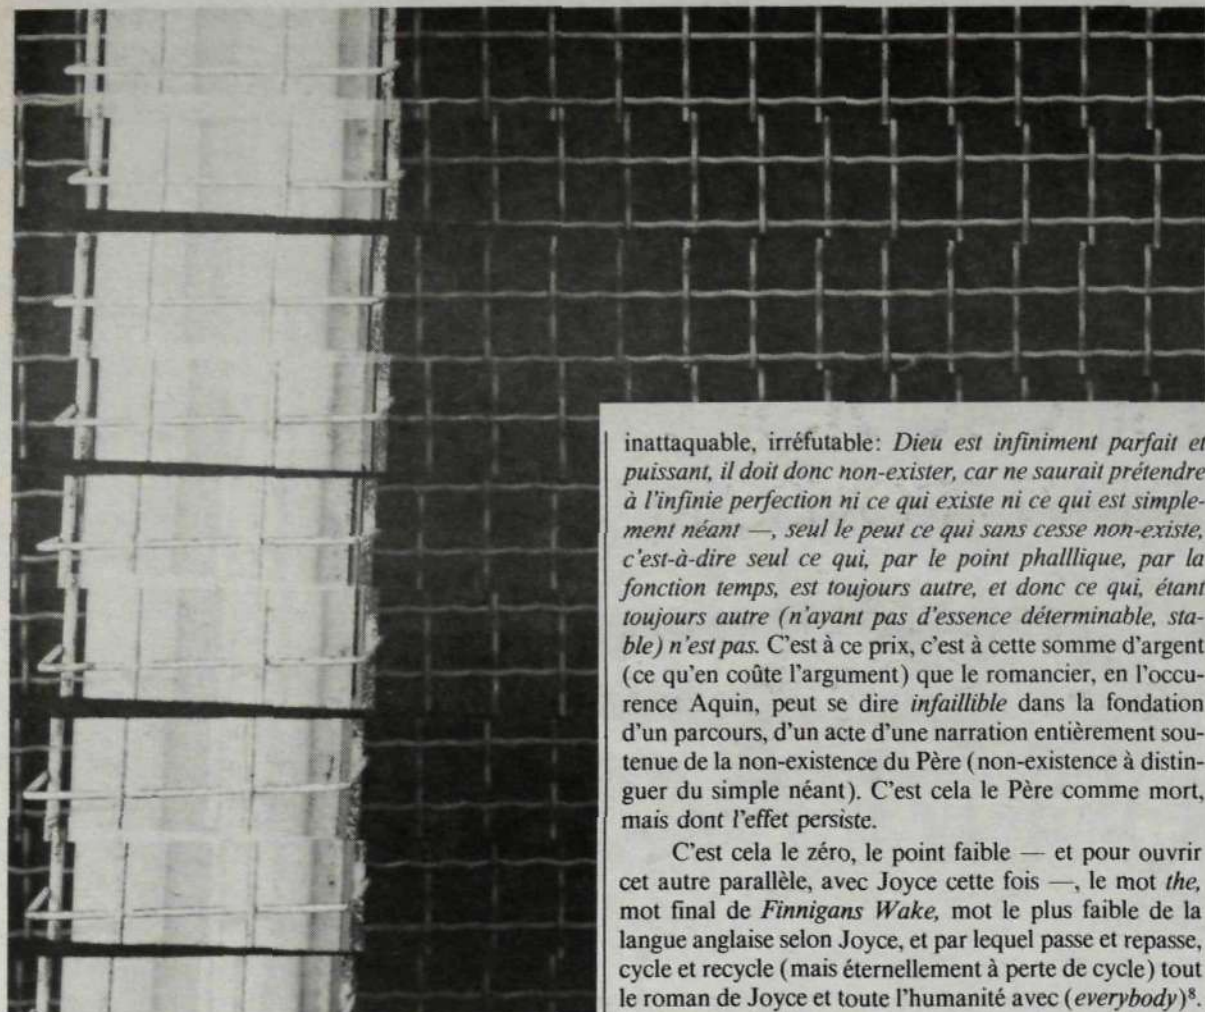 inattaquable, irréfutable: Dieu est infiniment parfait et
puissant, il doit donc non-exister, car ne saurait prétendre
à l'infinie perfection ni ce qui existe ni ce qui est simple-
ment néant —, seul le peut ce qui sans cesse non-existe,
c'est-à-dire seul ce qui, par le point phalllique, par la
fonction temps, est toujours autre, et donc ce qui, étant
toujours autre (n'ayant pas d'essence déterminable, sta-
ble) n'est pas. C'est à ce prix, c'est à cette somme d'argent
(ce qu'en coûte l'argument) que le romancier, en l'occu-
rence Aquin, peut se dire infaillible dans la fondation
d'un parcours, d'un acte d'une narration entièrement sou-
tenue de la non-existence du Père (non-existence à distin-
guer du simple néant). C'est cela le Père comme mort,
mais dont l'effet persiste.
C'est cela le zéro, le point faible — et pour ouvrir
cet autre parallèle, avec Joyce cette fois —, le mot the,
mot final de Finnigans Wake, mot le plus faible de la
langue anglaise selon Joyce, et par lequel passe et repasse,
cycle et recycle (mais éternellement à perte de cycle) tout
le roman de Joyce et toute l'humanité avec (everybody)⁸.